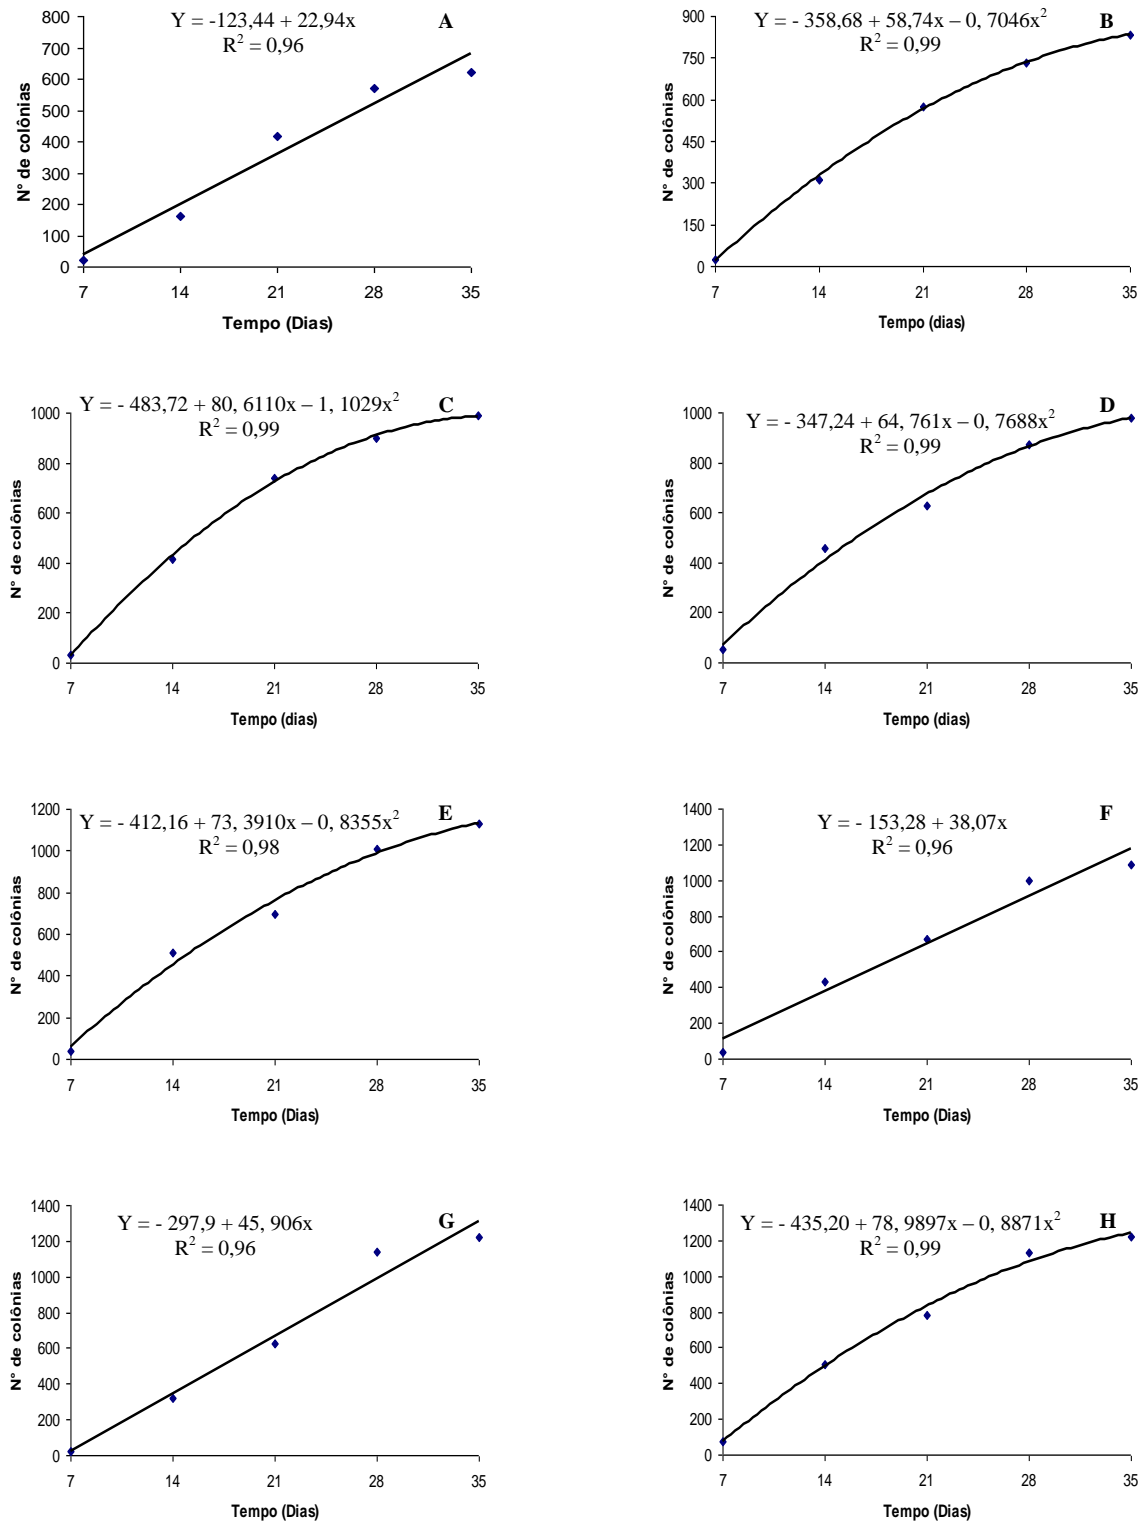 Y = -123,44 + 22,94x
R² = 0,96
A
800
700
600
500
400
300
200
100
0
N° de colônias
7 14 21 28 35
Tempo (Dias)
Y = - 358,68 + 58,74x – 0, 7046x²
R² = 0,99
B
900
750
600
450
300
150
0
N° de colônias
7 14 21 28 35
Tempo (dias)
Y = - 483,72 + 80, 6110x – 1, 1029x²
R² = 0,99
C
1000
800
600
400
200
0
N° de colônias
7 14 21 28 35
Tempo (dias)
Y = - 347,24 + 64, 761x – 0, 7688x²
R² = 0,99
D
1000
800
600
400
200
0
N° de colônias
7 14 21 28 35
Tempo (dias)
Y = - 412,16 + 73, 3910x – 0, 8355x²
R² = 0,98
E
1200
1000
800
600
400
200
0
N° de colônias
7 14 21 28 35
Tempo (Dias)
Y = - 153,28 + 38,07x
R² = 0,96
F
1400
1200
1000
800
600
400
200
0
N° de colônias
7 14 21 28 35
Tempo (Dias)
Y = - 297,9 + 45, 906x
R² = 0,96
G
1400
1200
1000
800
600
400
200
0
N° de colônias
7 14 21 28 35
Tempo (Dias)
Y = - 435,20 + 78, 9897x – 0, 8871x²
R² = 0,99
H
1400
1200
1000
800
600
400
200
0
N° de colônias
7 14 21 28 35
Tempo (Dias)